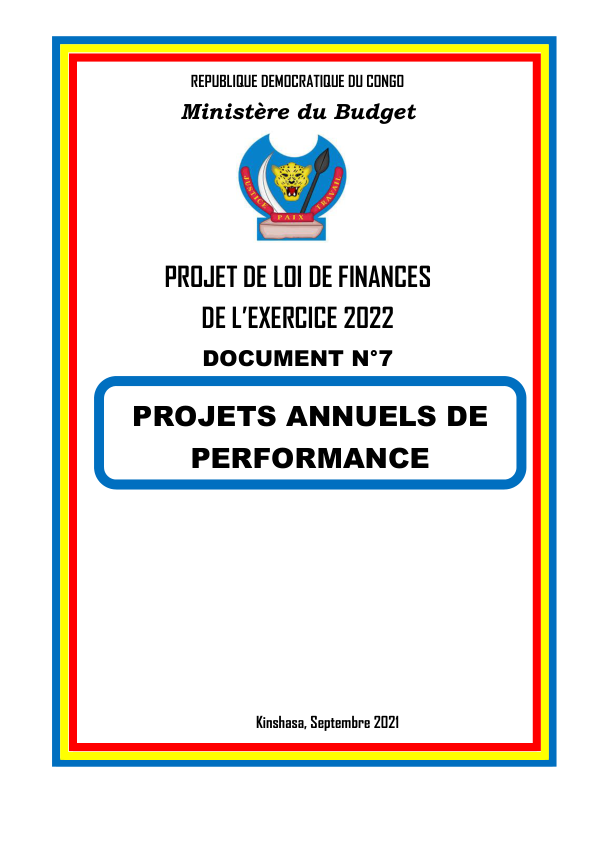 REPUBLIQUE DEMOCRATIQUE DU CONGO
Ministère du Budget
JUSTICE
PAIX
TRAVAIL
PROJET DE LOI DE FINANCES
DE L’EXERCICE 2022
DOCUMENT N°7
PROJETS ANNUELS DE
PERFORMANCE
Kinshasa, Septembre 2021